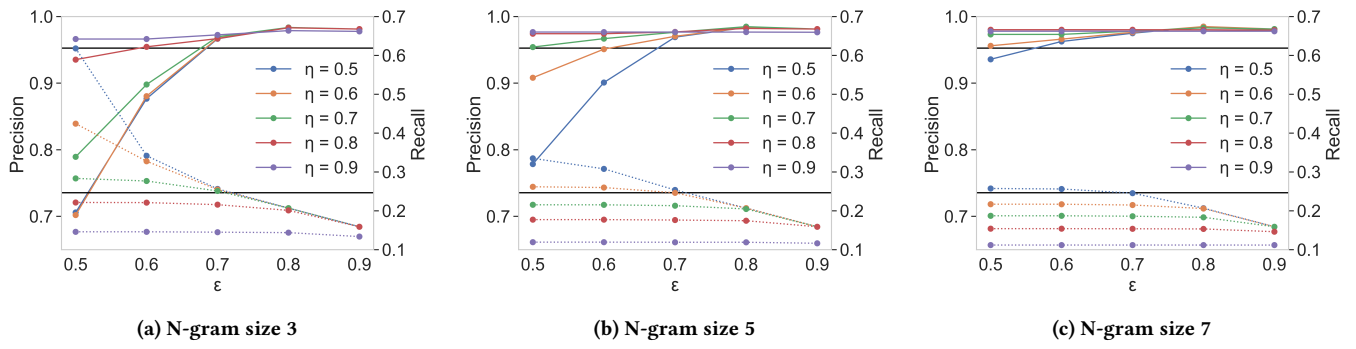 1.0
0.9
0.8
0.7
Precision
0.7
0.6
0.5
0.4
0.3
0.2
0.1
Recall
η = 0.5
η = 0.6
η = 0.7
η = 0.8
η = 0.9
0.5 0.6 0.7 0.8 0.9
ε
(a) N-gram size 3
1.0
0.9
0.8
0.7
Precision
0.7
0.6
0.5
0.4
0.3
0.2
0.1
Recall
η = 0.5
η = 0.6
η = 0.7
η = 0.8
η = 0.9
0.5 0.6 0.7 0.8 0.9
ε
(b) N-gram size 5
1.0
0.9
0.8
0.7
Precision
0.7
0.6
0.5
0.4
0.3
0.2
0.1
Recall
η = 0.5
η = 0.6
η = 0.7
η = 0.8
η = 0.9
0.5 0.6 0.7 0.8 0.9
ε
(c) N-gram size 7